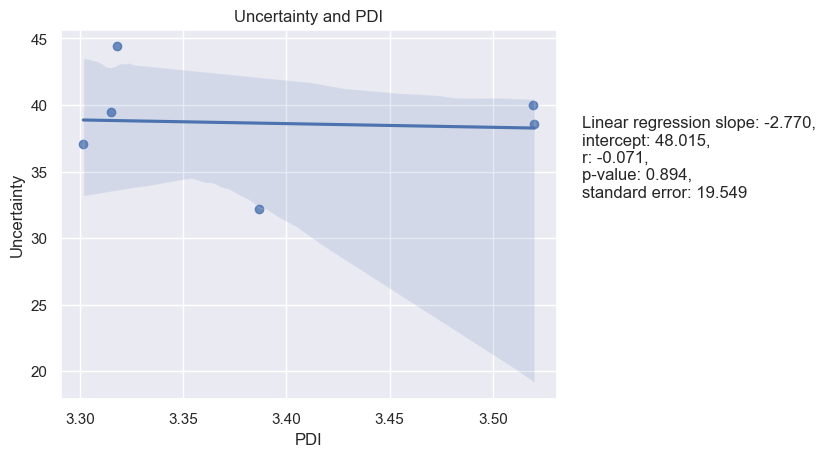 Uncertainty and PDI
45
40
35
30
25
20
Uncertainty
3.30
3.35
3.40
3.45
3.50
PDI
Linear regression slope: -2.770,
intercept: 48.015,
r: -0.071,
p-value: 0.894,
standard error: 19.549